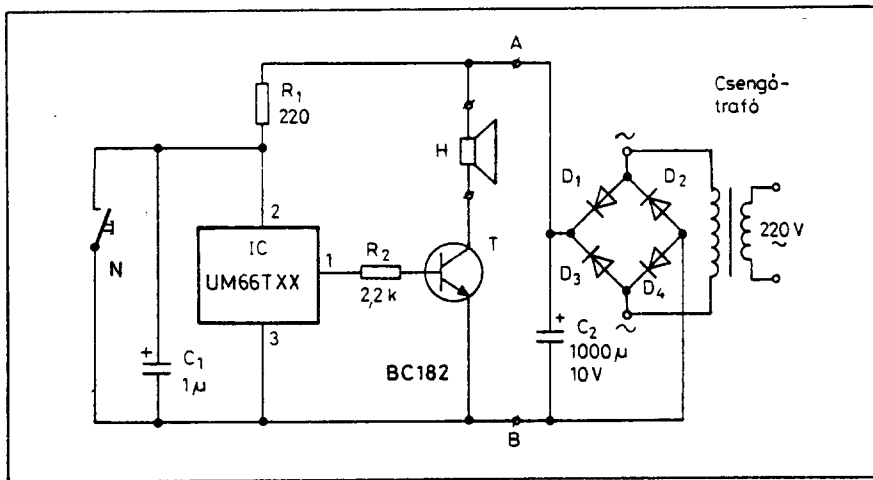 A
Csengő-
trafó
R₁
220
H
D₁
D₂
2
IC
UM66TXX
1
R₂
2,2 k
T
~
220 V
~
N
D₃
D₄
~
3
+
C₁
1µ
BC182
+
C₂
1000µ
10V
B